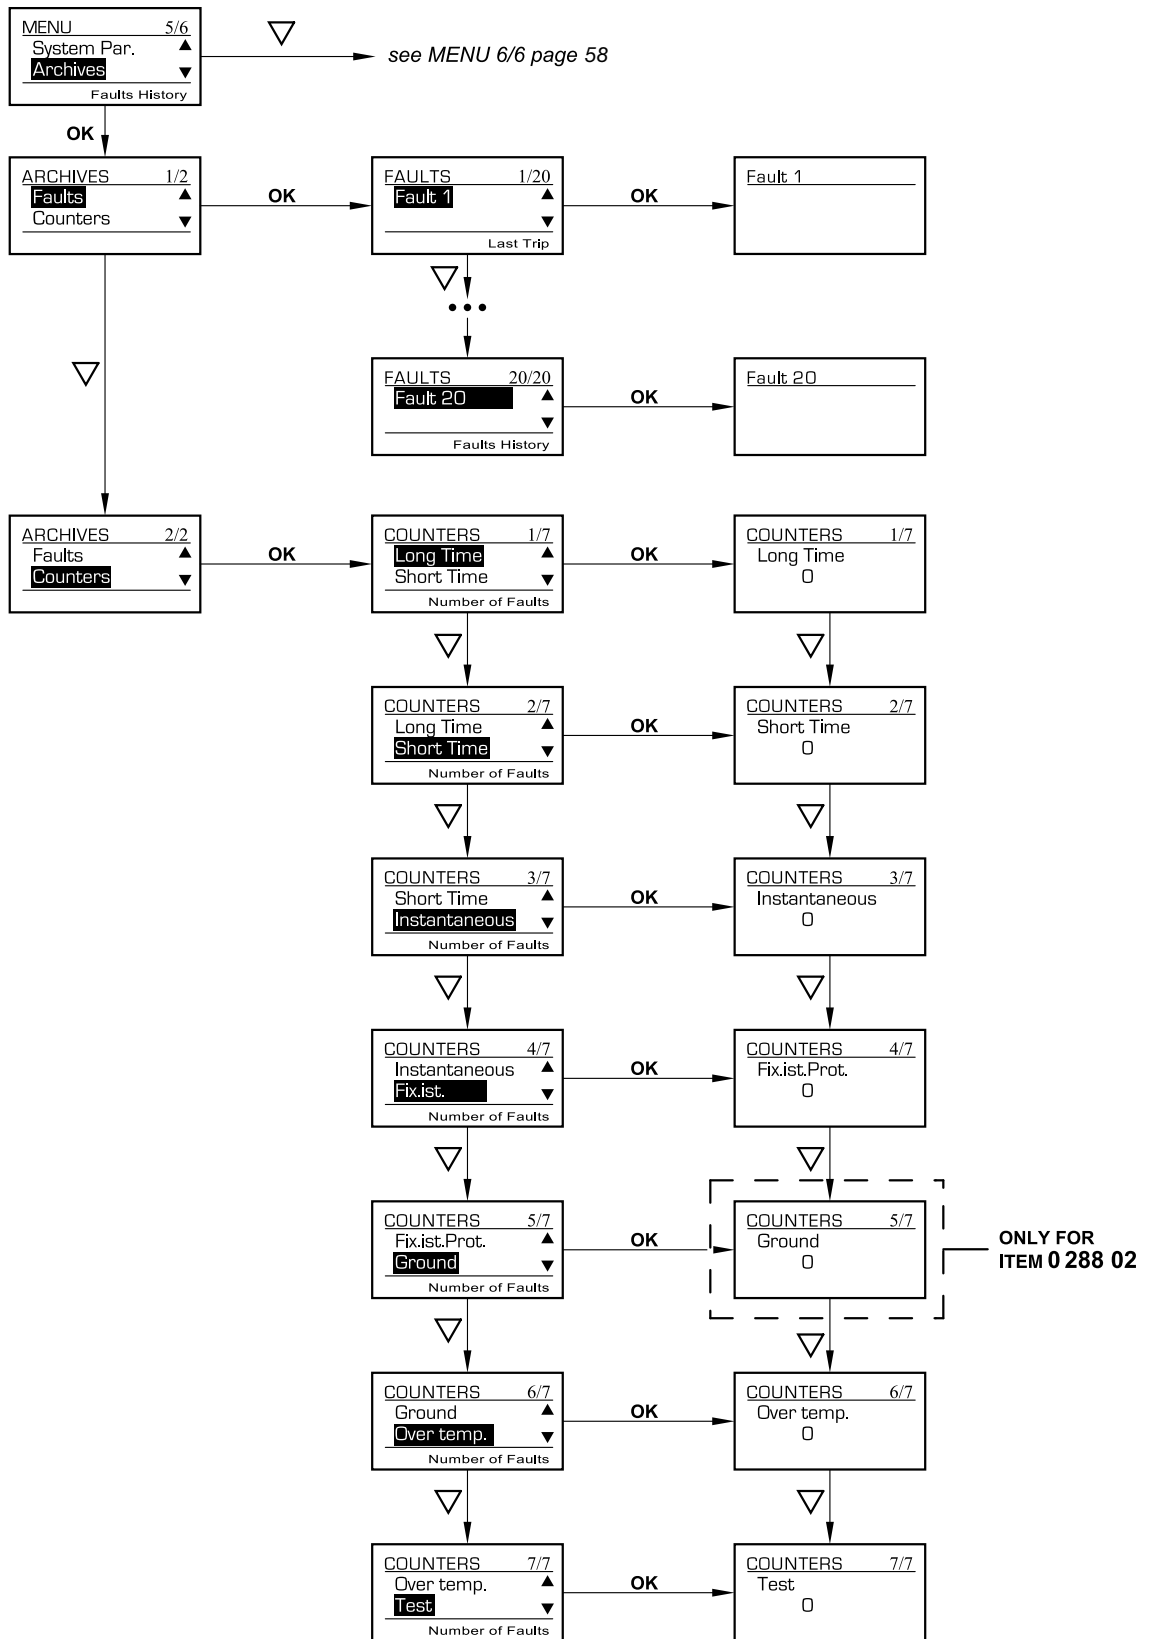 MENU 5/6
System Par.
Archives
Faults History
see MENU 6/6 page 58
OK
ARCHIVES 1/2
Faults
Counters
OK
FAULTS 1/20
Fault 1
Last Trip
OK
Fault 1
FAULTS 20/20
Fault 20
Faults History
OK
Fault 20
ARCHIVES 2/2
Faults
Counters
OK
COUNTERS 1/7
Long Time
Short Time
Number of Faults
OK
COUNTERS 1/7
Long Time
0
COUNTERS 2/7
Long Time
Short Time
Number of Faults
OK
COUNTERS 2/7
Short Time
0
COUNTERS 3/7
Short Time
Instantaneous
Number of Faults
OK
COUNTERS 3/7
Instantaneous
0
COUNTERS 4/7
Instantaneous
Fix.ist.
Number of Faults
OK
COUNTERS 4/7
Fix.ist.Prot.
0
COUNTERS 5/7
Fix.ist.Prot.
Ground
Number of Faults
OK
COUNTERS 5/7
Ground
0
ONLY FOR
ITEM 0 288 02
COUNTERS 6/7
Ground
Over temp.
Number of Faults
OK
COUNTERS 6/7
Over temp.
0
COUNTERS 7/7
Over temp.
Test
Number of Faults
OK
COUNTERS 7/7
Test
0